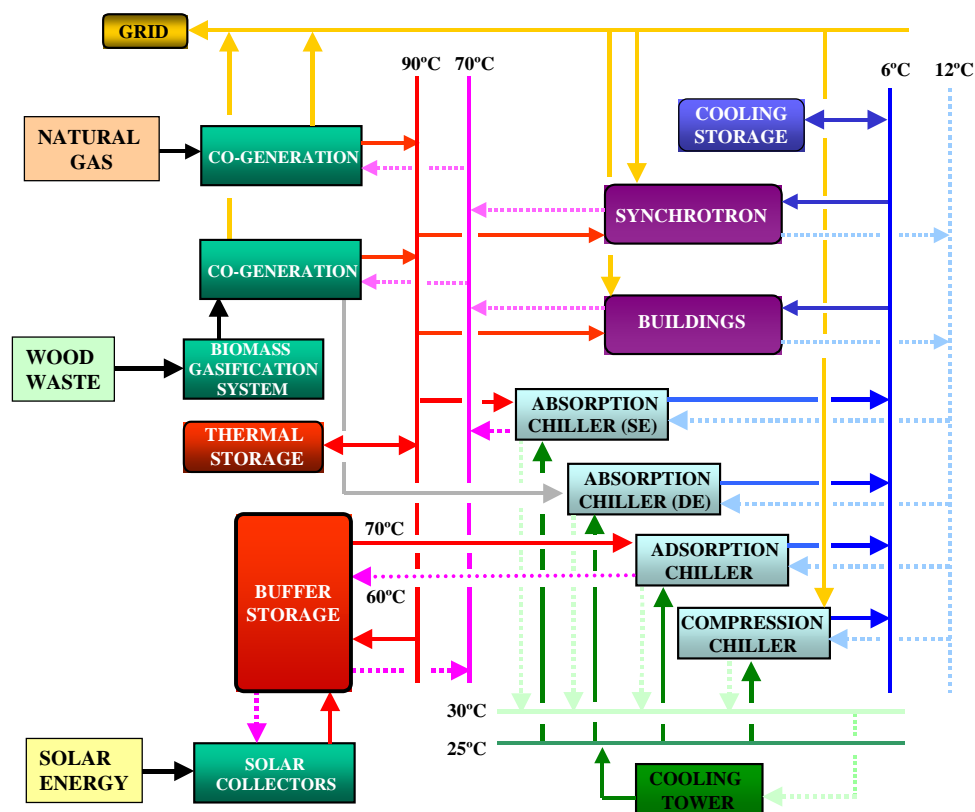 GRID
90ºC
70ºC
6ºC
12ºC
NATURAL
GAS
CO-GENERATION
COOLING
STORAGE
SYNCHROTRON
CO-GENERATION
BUILDINGS
WOOD
WASTE
BIOMASS
GASIFICATION
SYSTEM
ABSORPTION
CHILLER (SE)
THERMAL
STORAGE
ABSORPTION
CHILLER (DE)
70ºC
ADSORPTION
CHILLER
BUFFER
STORAGE
60ºC
COMPRESSION
CHILLER
30ºC
25ºC
SOLAR
ENERGY
SOLAR
COLLECTORS
COOLING
TOWER